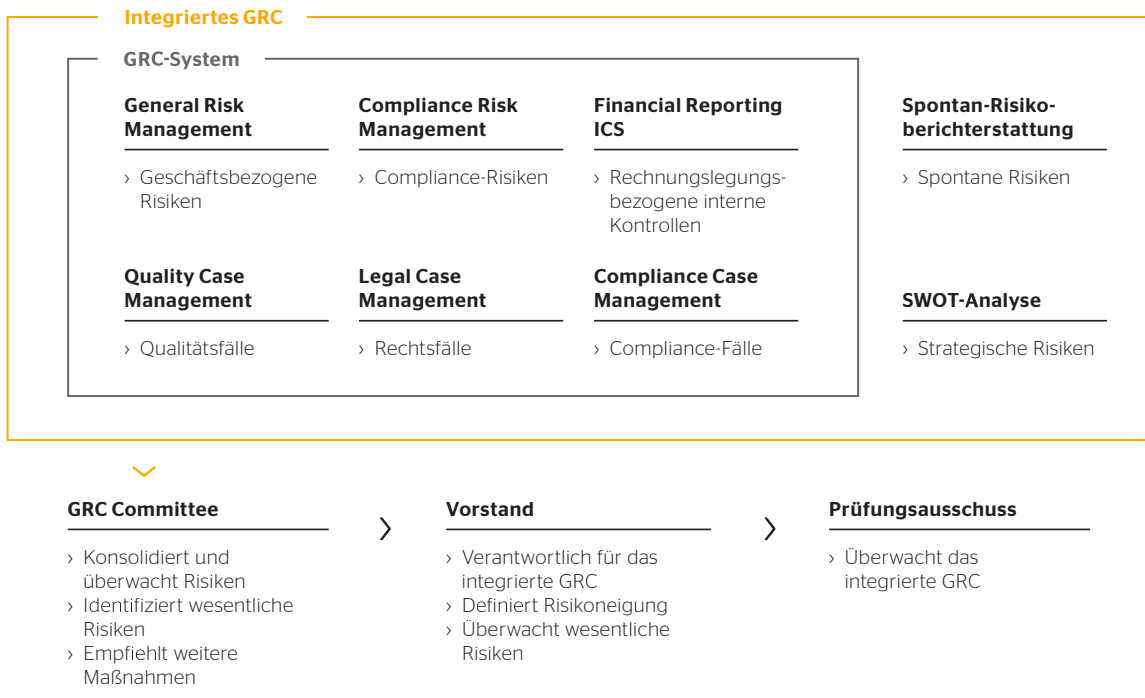 Integriertes GRC
GRC-System
General Risk
Management
› Geschäftsbezogene
Risiken
Compliance Risk
Management
› Compliance-Risiken
Financial Reporting
ICS
› Rechnungslegungs-
bezogene interne
Kontrollen
Spontan-Risiko-
berichterstattung
› Spontane Risiken
Quality Case
Management
› Qualitätsfälle
Legal Case
Management
› Rechtsfälle
Compliance Case
Management
› Compliance-Fälle
SWOT-Analyse
› Strategische Risiken
GRC Committee
› Konsolidiert und
überwacht Risiken
› Identifiziert wesentliche
Risiken
› Empfiehlt weitere
Maßnahmen
Vorstand
› Verantwortlich für das
integrierte GRC
› Definiert Risikoneigung
› Überwacht wesentliche
Risiken
Prüfungsausschuss
› Überwacht das
integrierte GRC